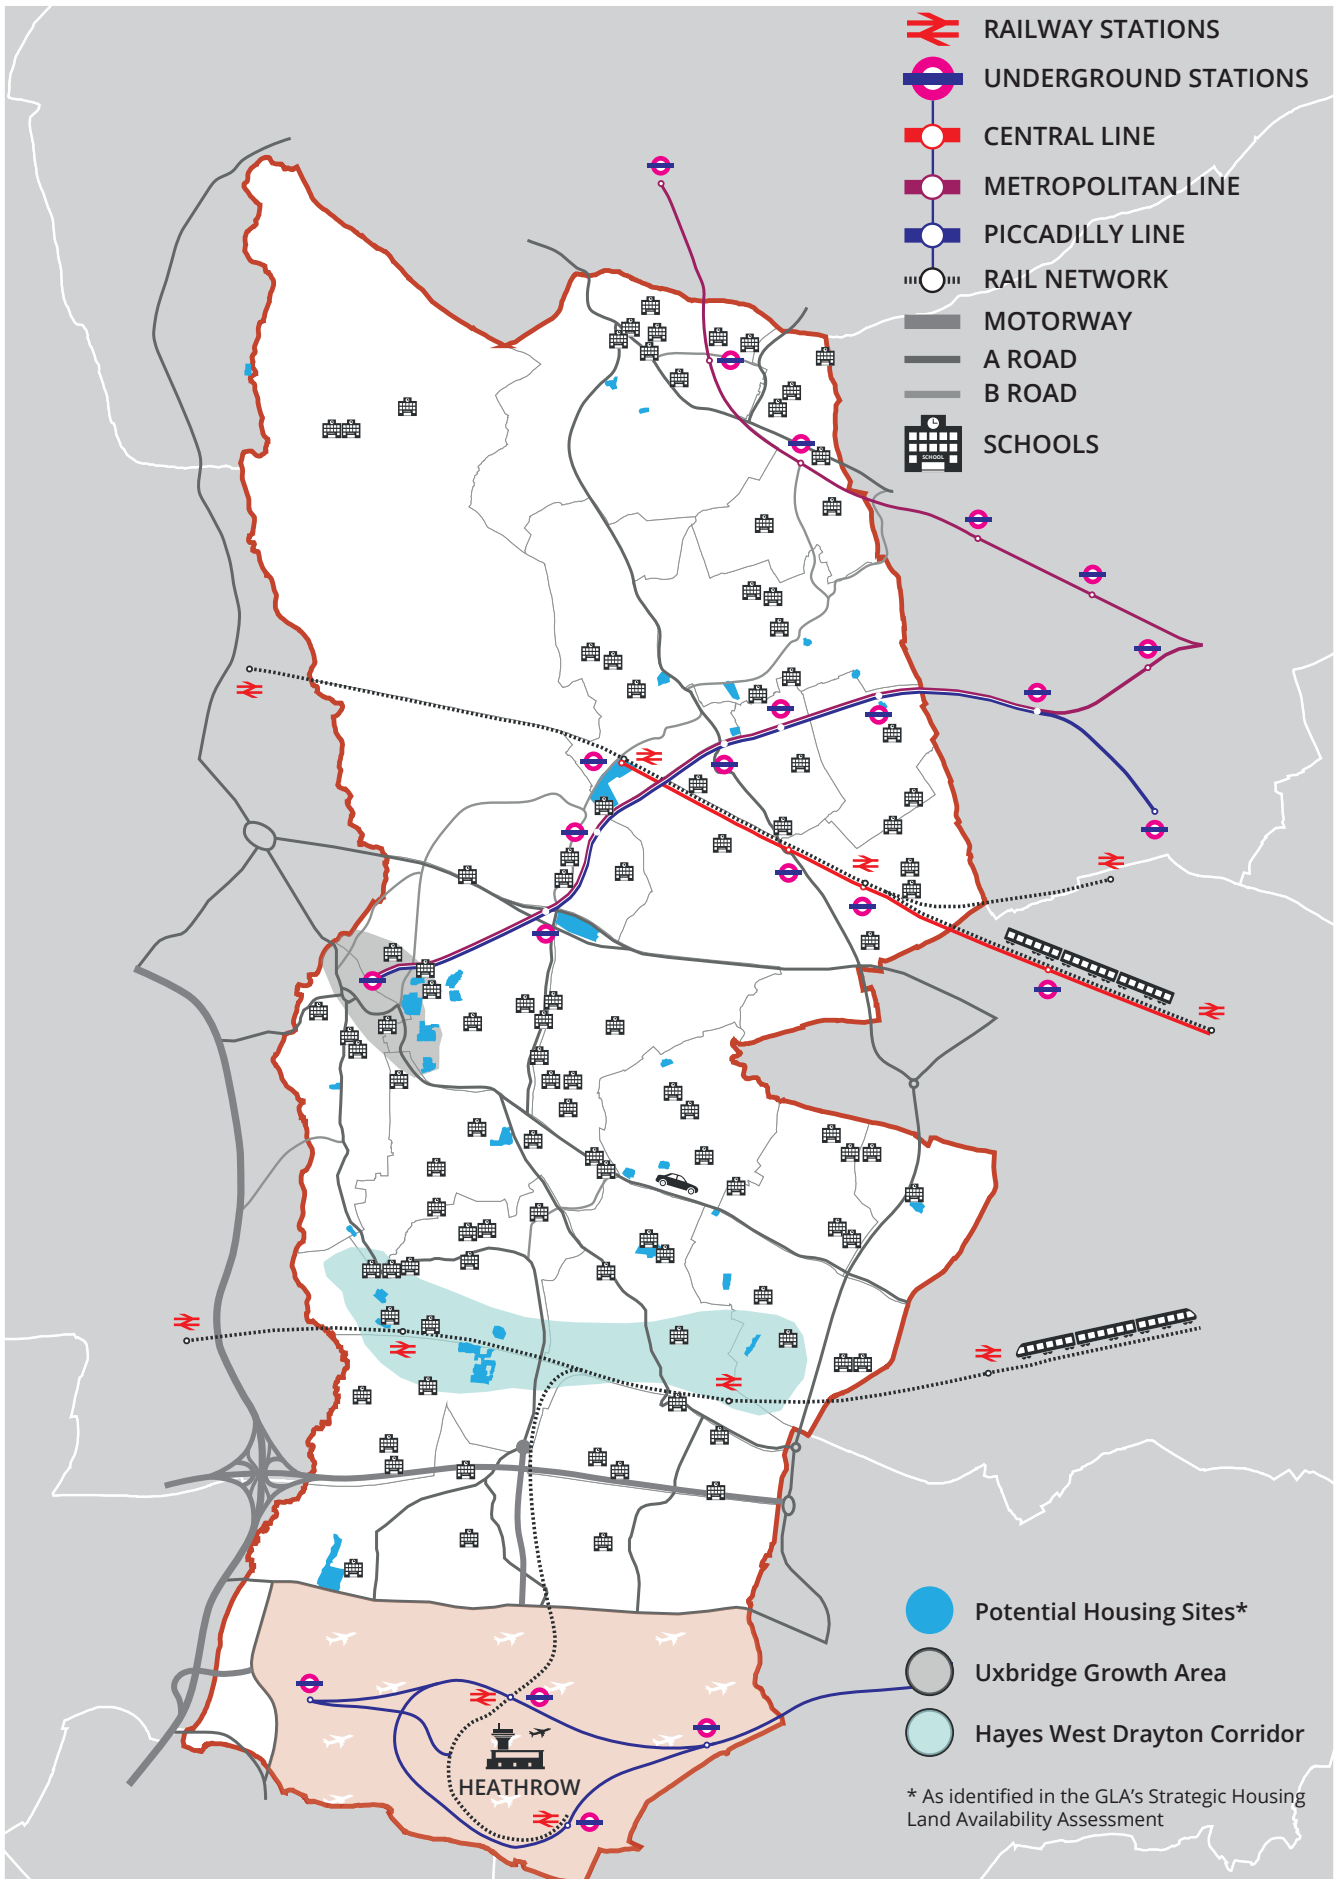 RAILWAY STATIONS
UNDERGROUND STATIONS
CENTRAL LINE
METROPOLITAN LINE
PICCADILLY LINE
RAIL NETWORK
MOTORWAY
A ROAD
B ROAD
SCHOOL
SCHOOLS
Potential Housing Sites*
Uxbridge Growth Area
Hayes West Drayton Corridor
HEATHROW
* As identified in the GLA’s Strategic Housing
Land Availability Assessment